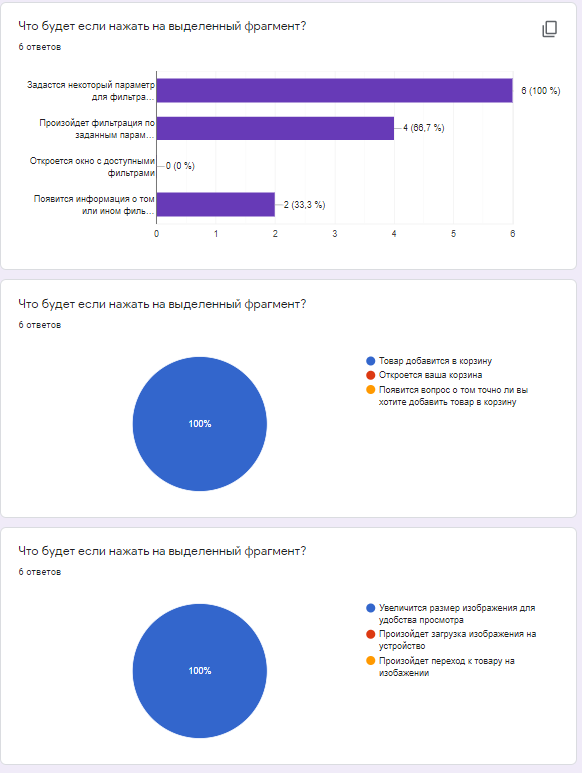 Что будет если нажать на выделенный фрагмент?
6 ответов
Задастся некоторый параметр
для фильтра…
6 (100 %)
Произойдет фильтрация по
заданным парам…
4 (66,7 %)
Откроется окно с доступными
фильтрами
0 (0 %)
Появится информация о том
или ином филь…
2 (33,3 %)
0 1 2 3 4 5 6
Что будет если нажать на выделенный фрагмент?
6 ответов
100%
Товар добавится в корзину
Откроется ваша корзина
Появится вопрос о том точно ли вы
хотите добавить товар в корзину
Что будет если нажать на выделенный фрагмент?
6 ответов
100%
Увеличится размер изображения для
удобства просмотра
Произойдет загрузка изображения на
устройство
Произойдет переход к товару на
изобажении